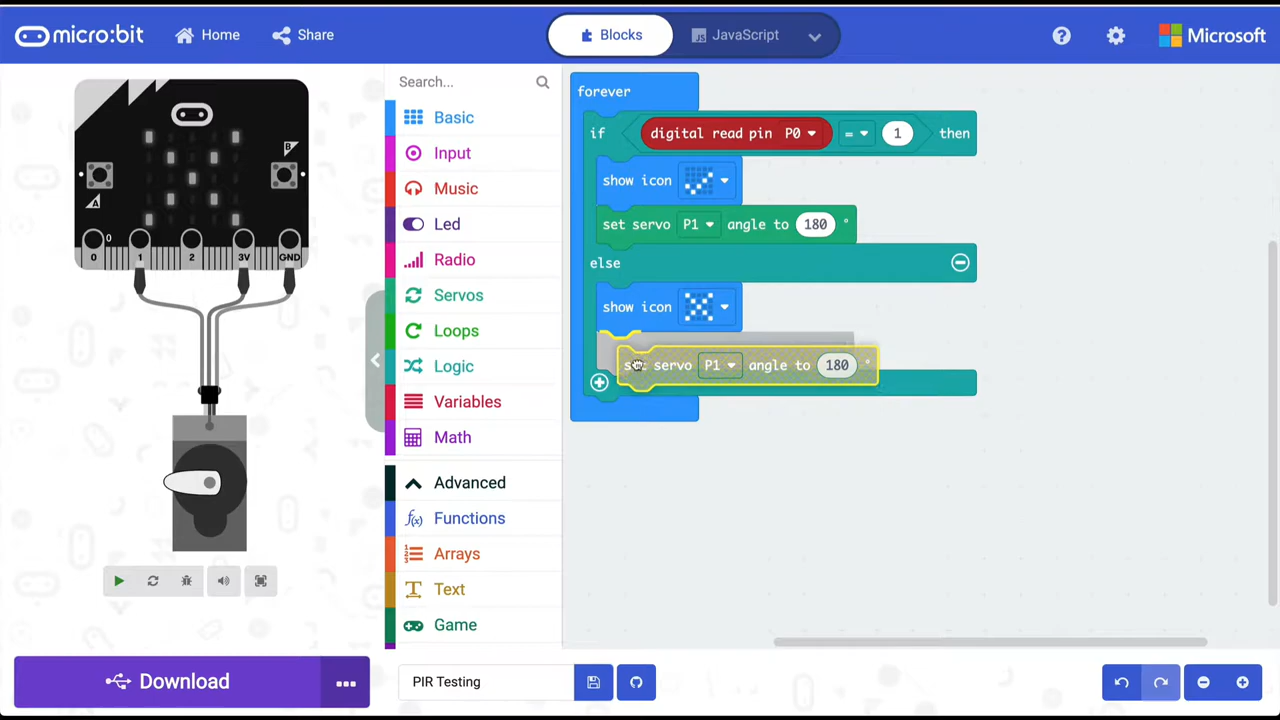 micro:bit
Home
Share
Blocks
JavaScript
Microsoft
A
B
0
0
1
2
3V
GND
Download
Search...
Basic
Input
Music
Led
Radio
Servos
Loops
Logic
Variables
Math
Advanced
Functions
Arrays
Text
Game
forever
if digital read pin P0 = 1 then
show icon
set servo P1 angle to 180 °
else
show icon
set servo P1 angle to 180 °
PIR Testing